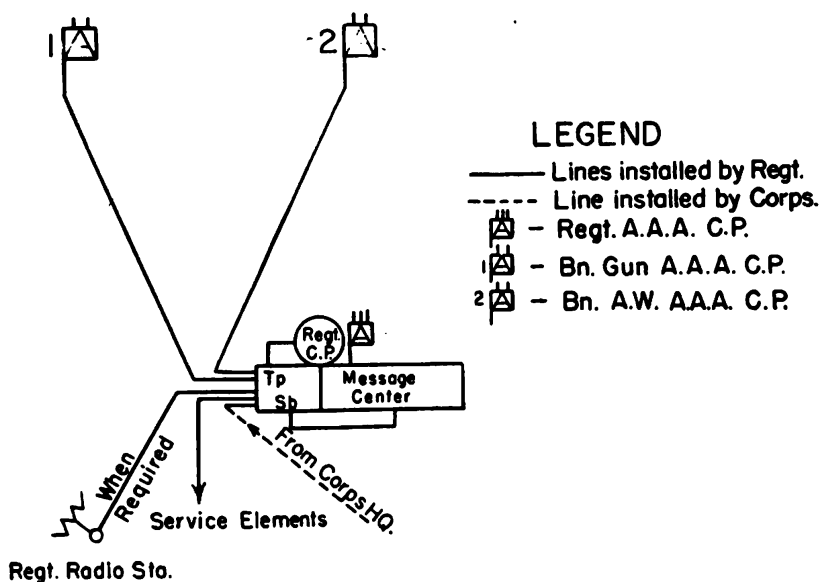 1
2
LEGEND
Lines installed by Regt.
Line installed by Corps.
– Regt. A.A.A. C.P.
1 – Bn. Gun A.A.A. C.P.
2 – Bn. A.W. A.A.A. C.P.
Regt.
C.P.
Tp
Sb
Message
Center
When
Required
Service Elements
From Corps HQ.
Regt. Radio Sta.